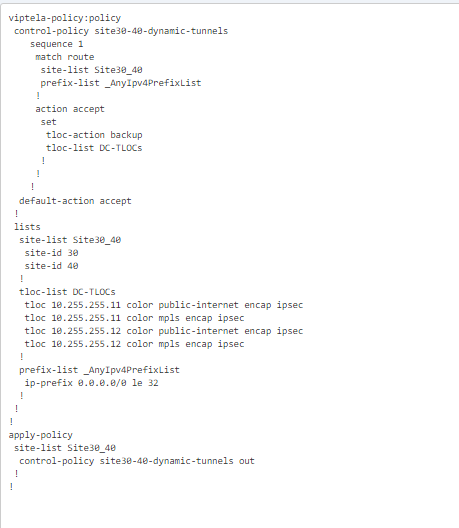 viptela-policy:policy
control-policy site30-40-dynamic-tunnels
sequence 1
match route
site-list Site30_40
prefix-list _AnyIpv4PrefixList
!
action accept
set
tloc-action backup
tloc-list DC-TLOCs
!
!
!
default-action accept
!
lists
site-list Site30_40
site-id 30
site-id 40
!
tloc-list DC-TLOCs
tloc 10.255.255.11 color public-internet encap ipsec
tloc 10.255.255.11 color mpls encap ipsec
tloc 10.255.255.12 color public-internet encap ipsec
tloc 10.255.255.12 color mpls encap ipsec
!
prefix-list _AnyIpv4PrefixList
ip-prefix 0.0.0.0/0 le 32
!
!
!
apply-policy
site-list Site30_40
control-policy site30-40-dynamic-tunnels out
!
!